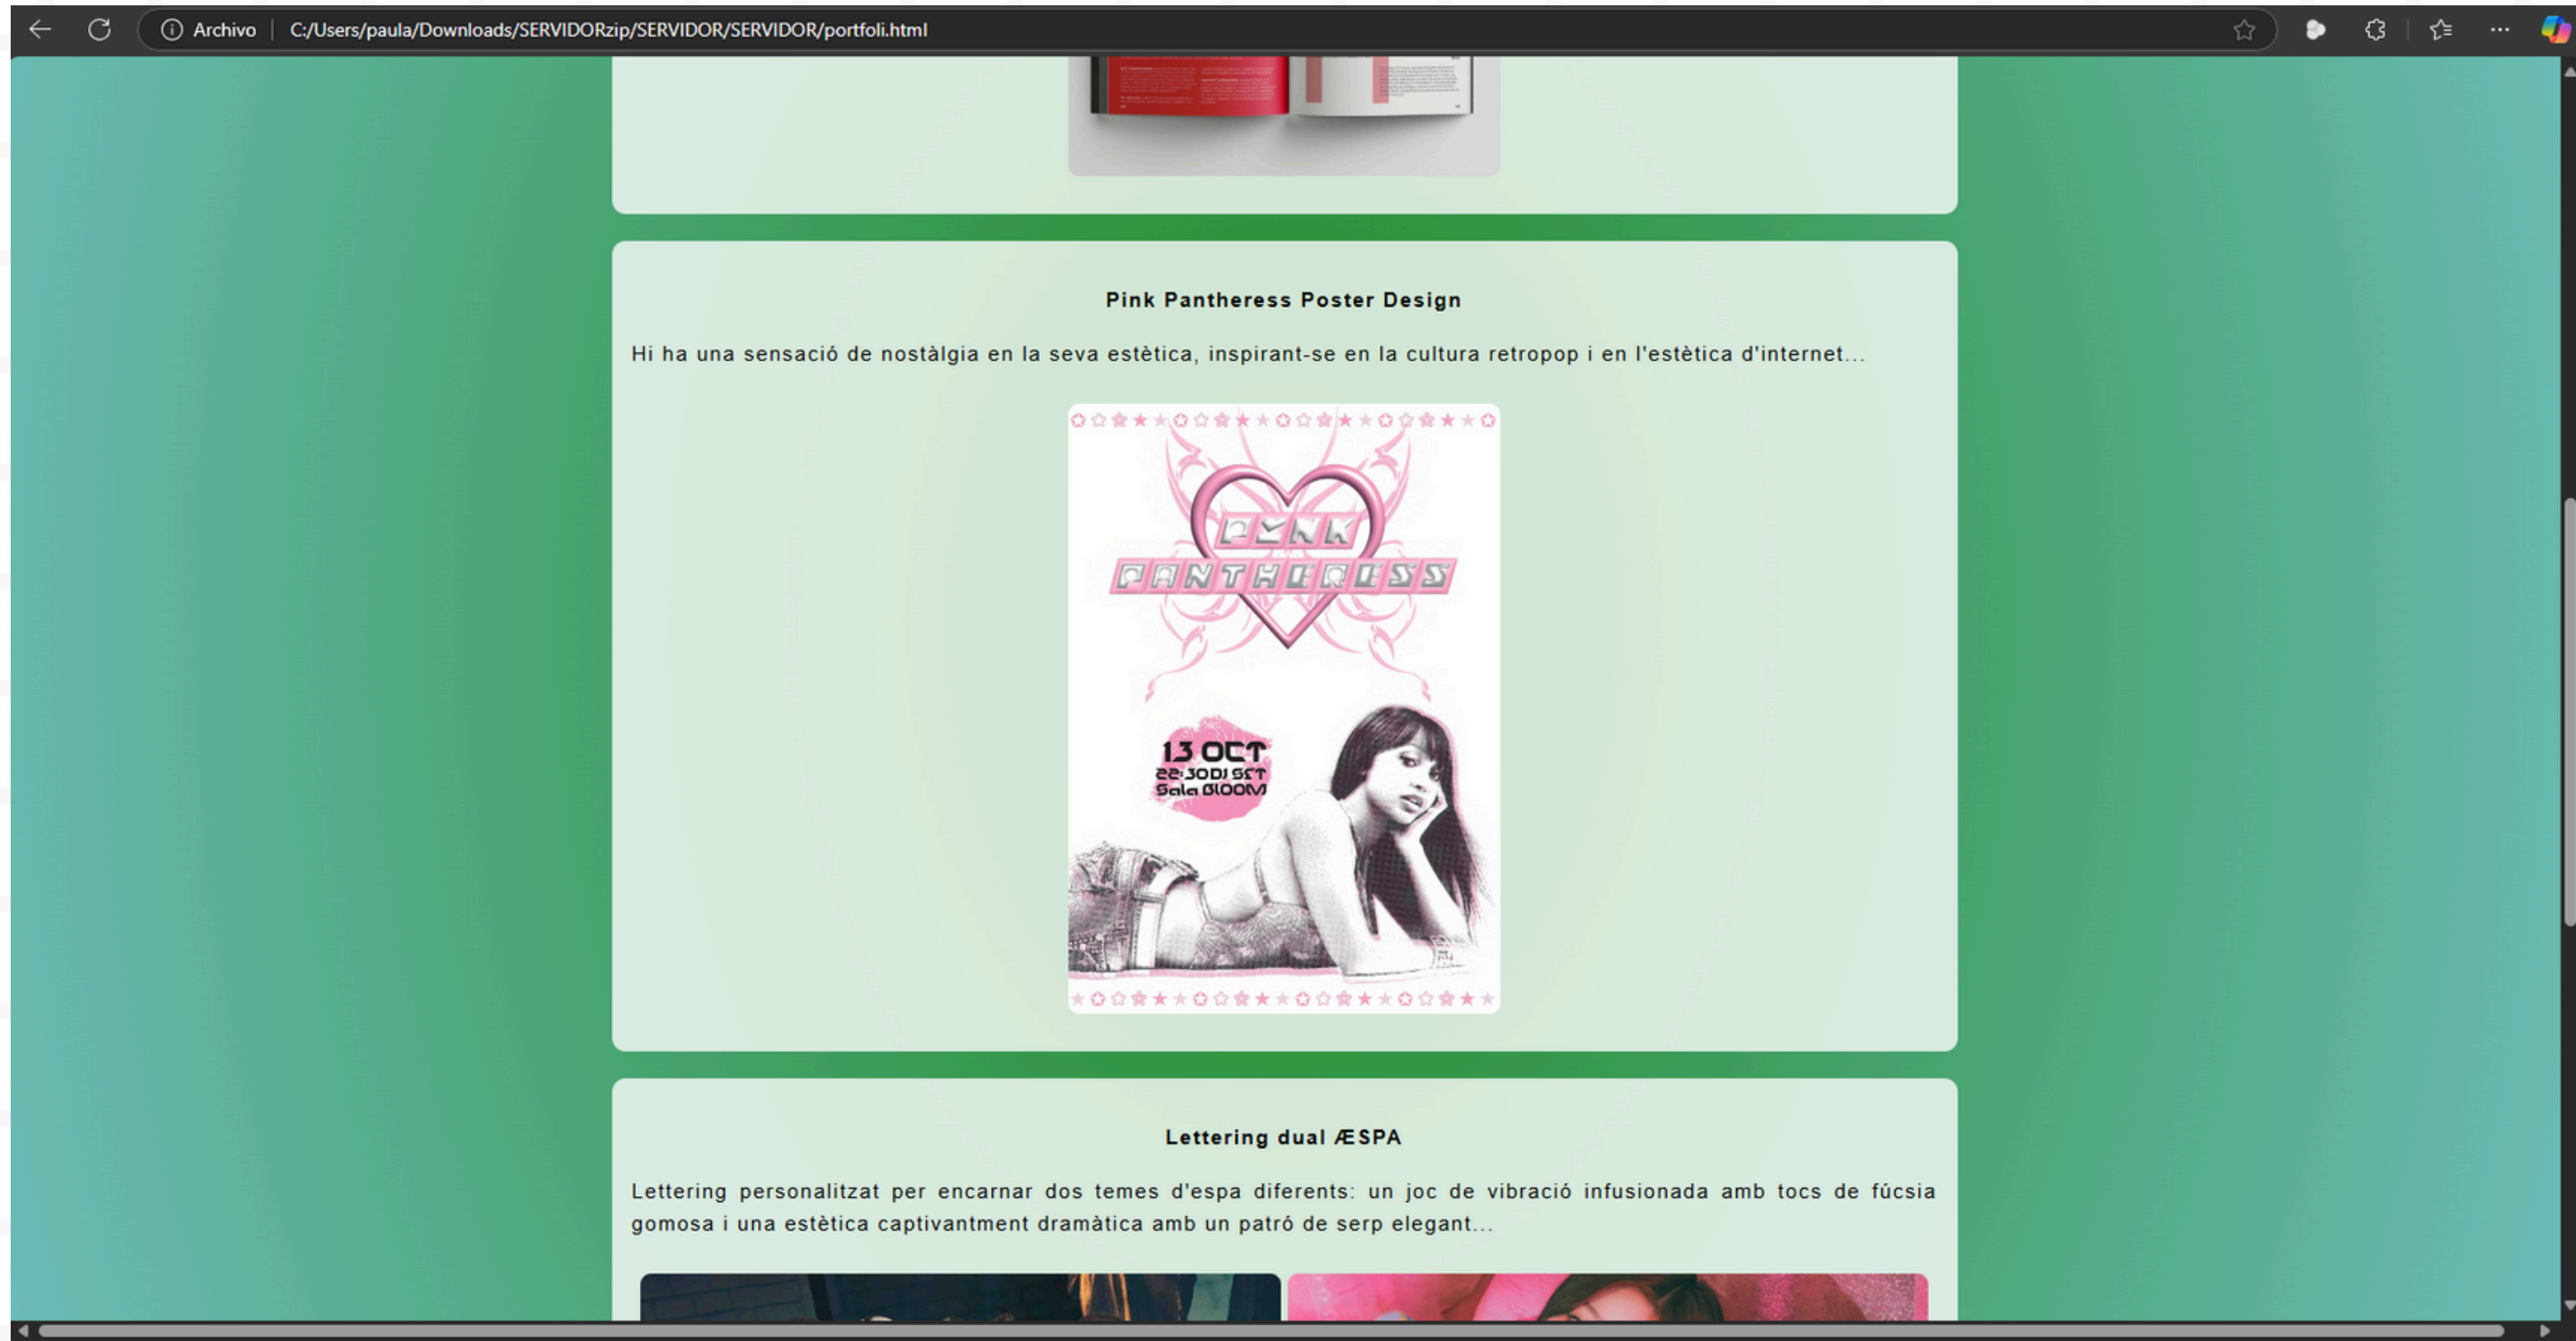 Archivo C:/Users/paula/Downloads/SERVIDORzip/SERVIDOR/SERVIDOR/portfoli.html
Pink Pantheress Poster Design
Hi ha una sensació de nostàlgia en la seva estètica, inspirant-se en la cultura retropop i en l'estètica d'internet...
PINK
PANTHERESS
13 OCT
22:30 DJ SET
Sala BLOOM
Lettering dual ÆSPA
Lettering personalitzat per encarnar dos temes d'espa diferents: un joc de vibració infusionada amb tocs de fúcsia
gomosa i una estètica captivantment dramàtica amb un patró de serp elegant...